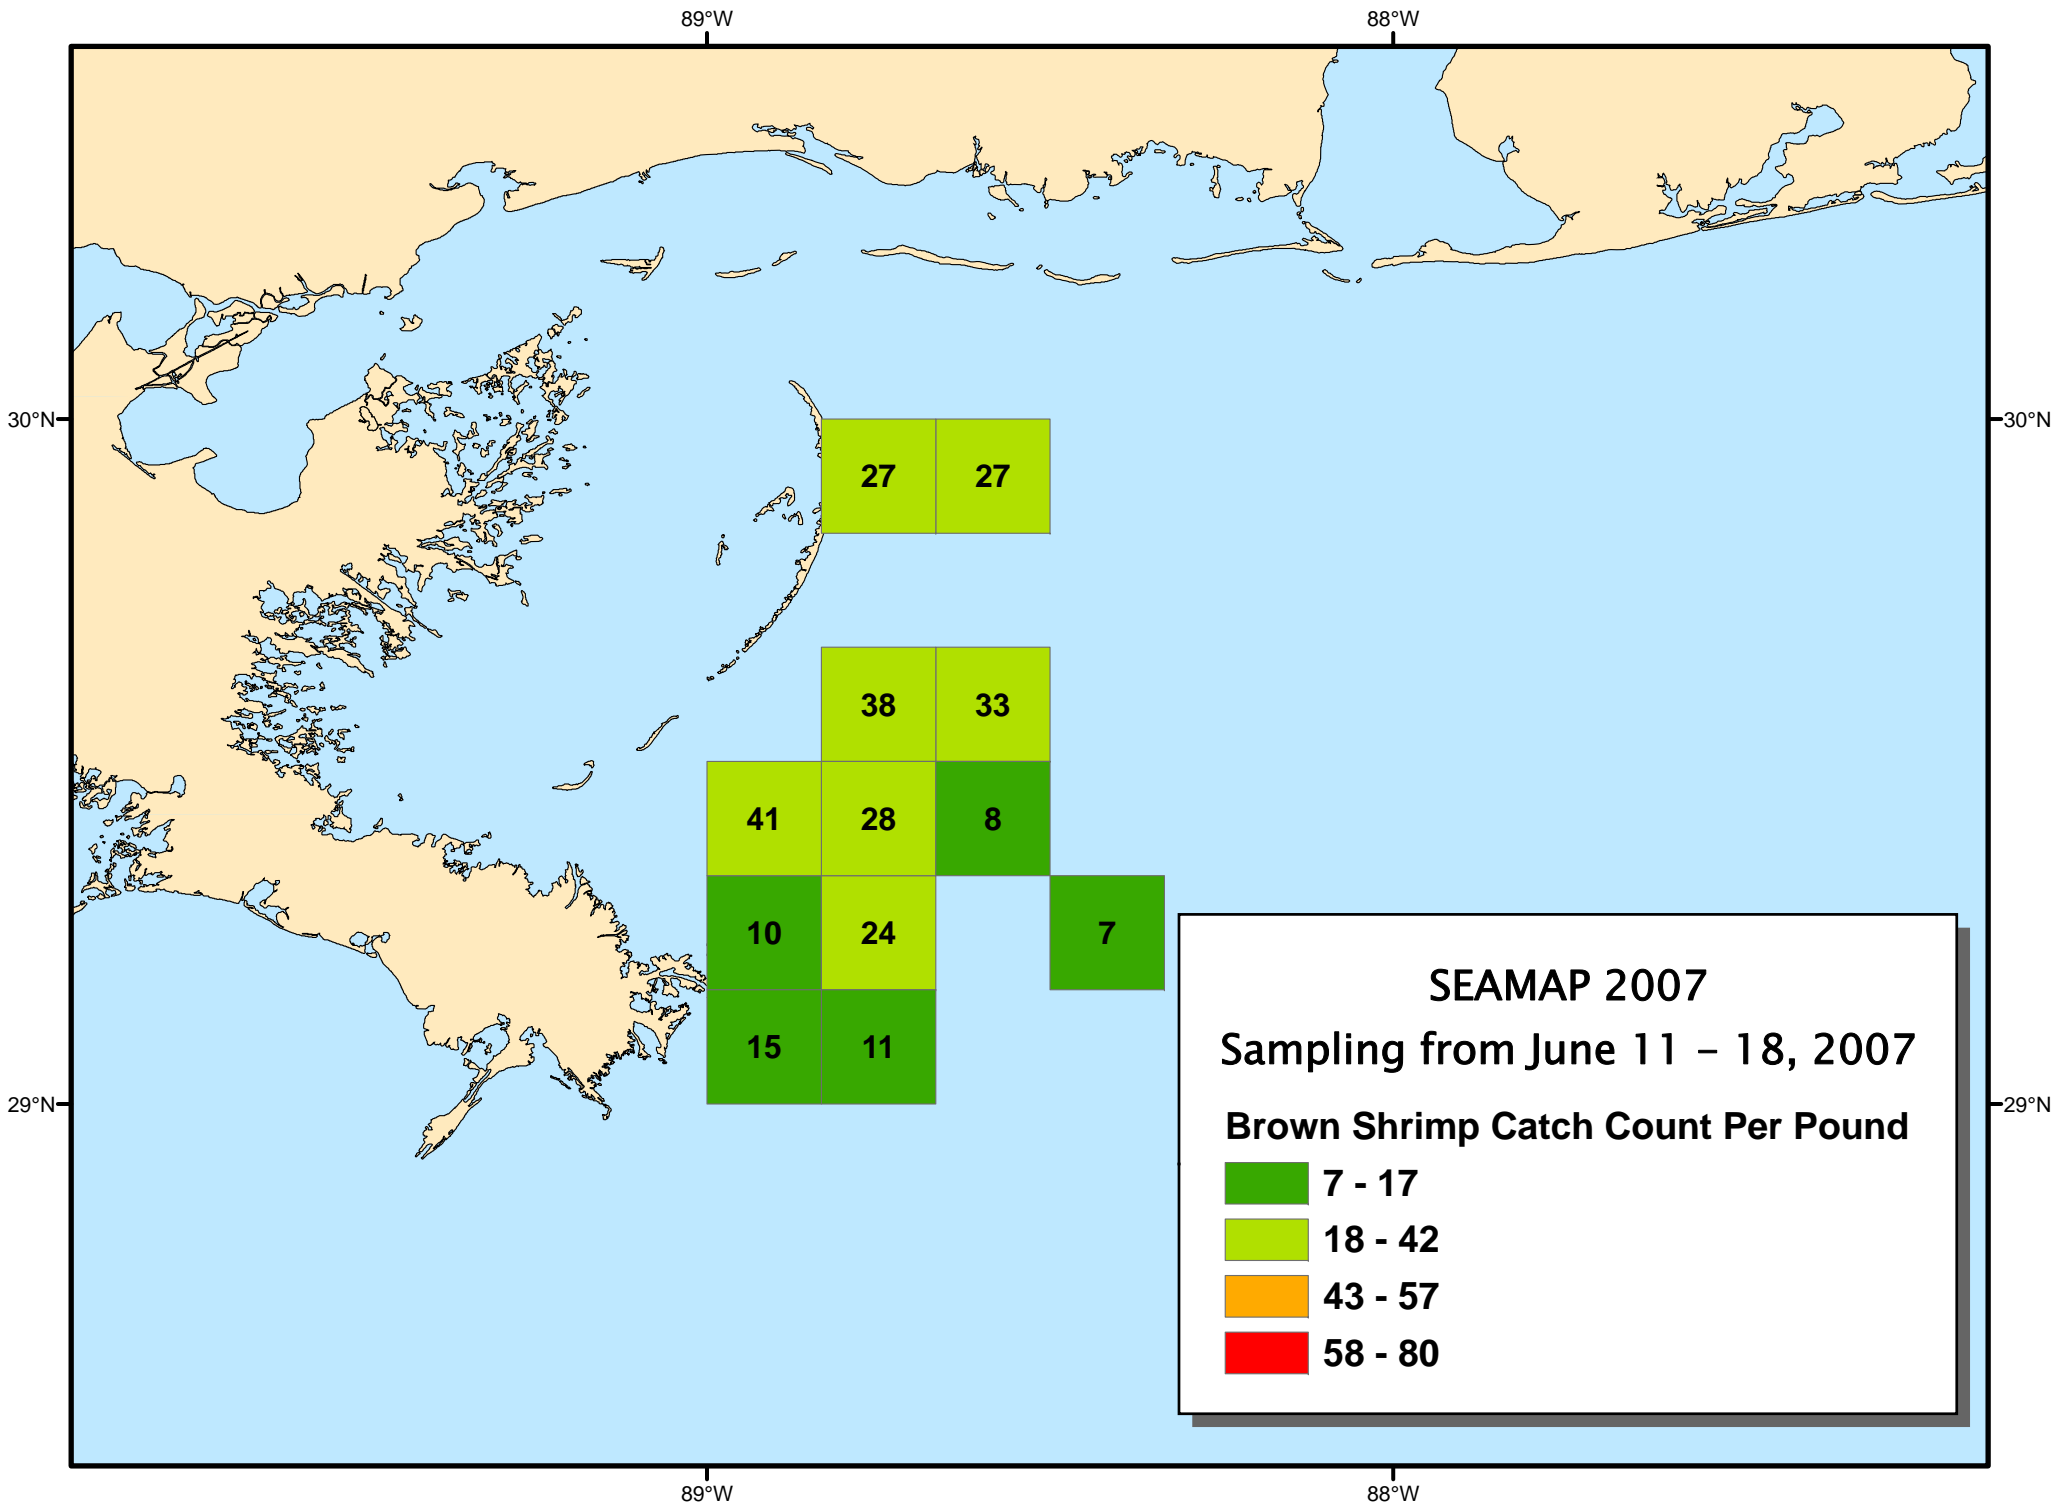 89°W 88°W
30°N 30°N
27 27
38 33
41 28 8
10 24 7
15 11
29°N 29°N
SEAMAP 2007
Sampling from June 11 – 18, 2007
Brown Shrimp Catch Count Per Pound
7 - 17
18 - 42
43 - 57
58 - 80
89°W 88°W